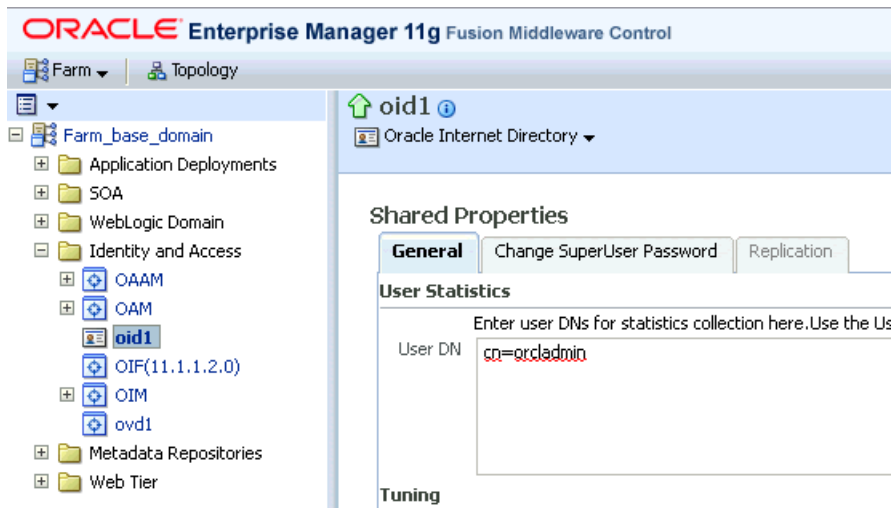 ORACLE Enterprise Manager 11g Fusion Middleware Control
Farm Topology
Farm_base_domain
Application Deployments
SOA
WebLogic Domain
Identity and Access
OAAM
OAM
oid1
OIF(11.1.1.2.0)
OIM
ovd1
Metadata Repositories
Web Tier
oid1
Oracle Internet Directory
Shared Properties
General Change SuperUser Password Replication
User Statistics
Enter user DNs for statistics collection here.Use the Us
User DN cn=orcladmin
Tuning